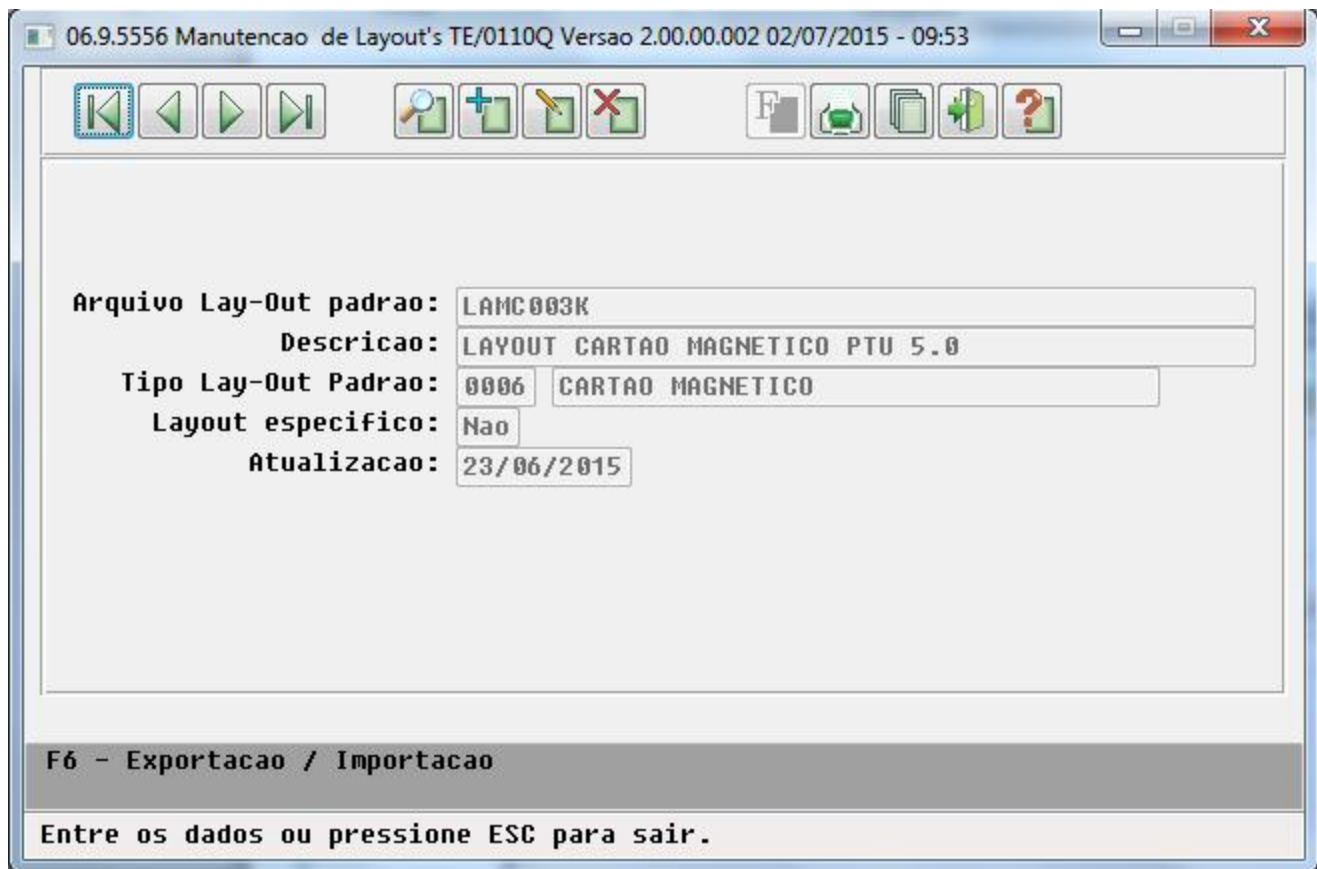 06.9.5556 Manutencao de Layout's TE/0110Q Versao 2.00.00.002 02/07/2015 - 09:53
F
Arquivo Lay-Out padrao: LAMC003K
Descricao: LAYOUT CARTAO MAGNETICO PTU 5.0
Tipo Lay-Out Padrao: 0006 CARTAO MAGNETICO
Layout especifico: Nao
Atualizacao: 23/06/2015
F6 - Exportacao / Importacao
Entre os dados ou pressione ESC para sair.